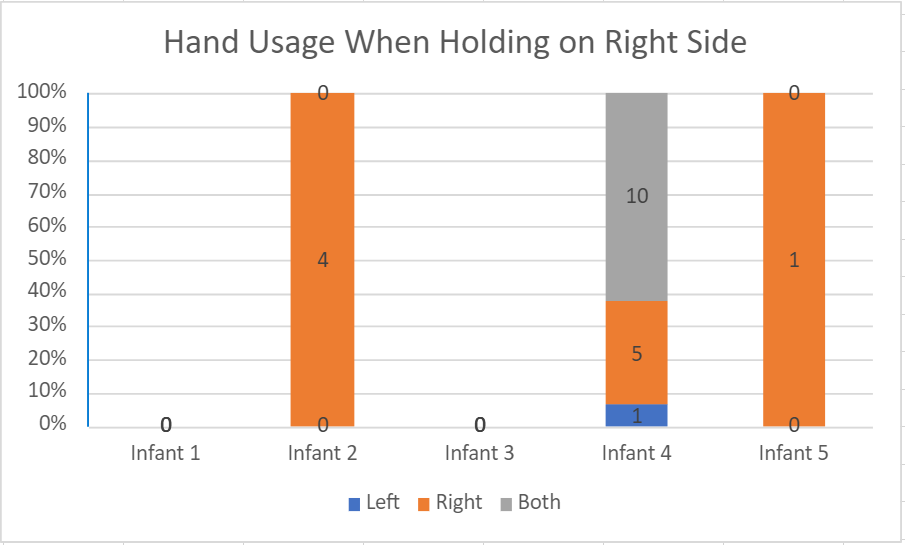 Hand Usage When Holding on Right Side
100%
90%
80%
70%
60%
50%
40%
30%
20%
10%
0%
0 0 0
4 10 1
5
1
0 0 0 0
Infant 1 Infant 2 Infant 3 Infant 4 Infant 5
Left Right Both